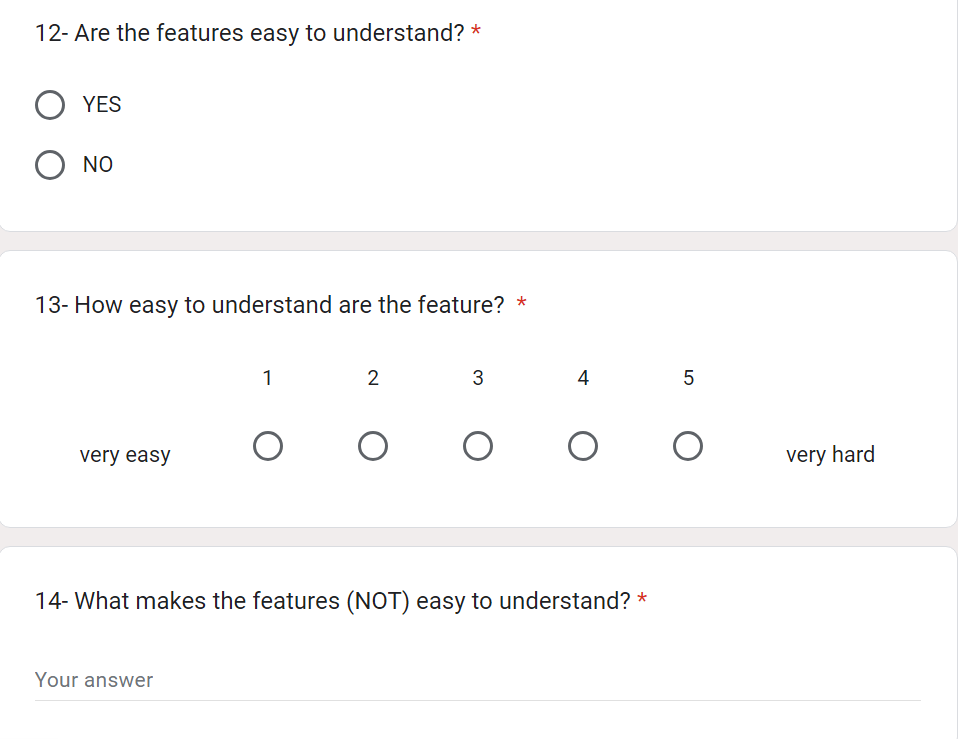 12- Are the features easy to understand? *
YES
NO
13- How easy to understand are the feature? *
1 2 3 4 5
very easy very hard
14- What makes the features (NOT) easy to understand? *
Your answer